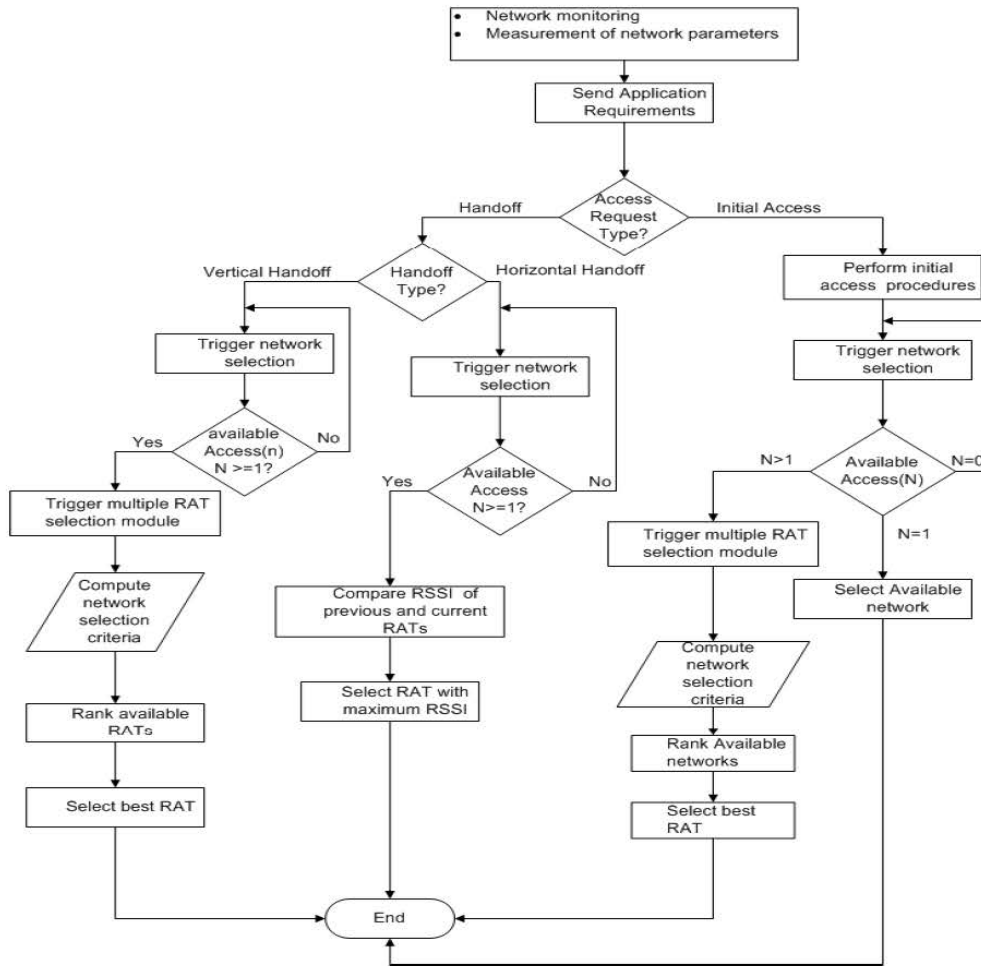 • Network monitoring
• Measurement of network parameters
Send Application
Requirements
Access
Request
Type?
Handoff
Initial Access
Handoff
Type?
Vertical Handoff
Horizontal Handoff
Perform initial
access procedures
Trigger network
selection
Trigger network
selection
Trigger network
selection
available
Access(n)
N >=1?
Yes
No
Available
Access
N>=1?
Yes
No
Available
Access(N)
N>1
N=0
N=1
Trigger multiple RAT
selection module
Trigger multiple RAT
selection module
Select Available
network
Compute
network
selection
criteria
Compare RSSI of
previous and current
RATs
Compute
network
selection
criteria
Select RAT with
maximum RSSI
Rank available
RATs
Rank Available
networks
Select best RAT
Select best
RAT
End